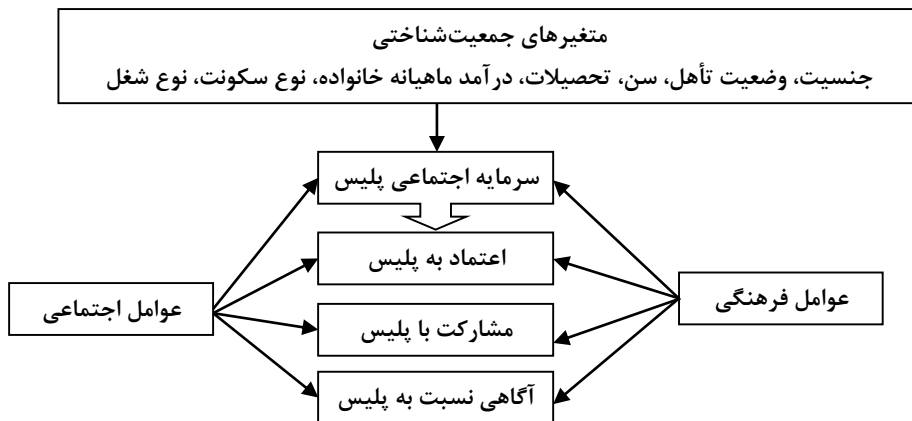 متغیرهای جمعیت‌شناختی
جنسیت، وضعیت تأهل، سن، تحصیلات، درآمد ماهیانه خانواده، نوع سکونت، نوع شغل
سرمایه اجتماعی پلیس
اعتماد به پلیس
عوامل فرهنگی
عوامل اجتماعی
مشارکت با پلیس
آگاهی نسبت به پلیس